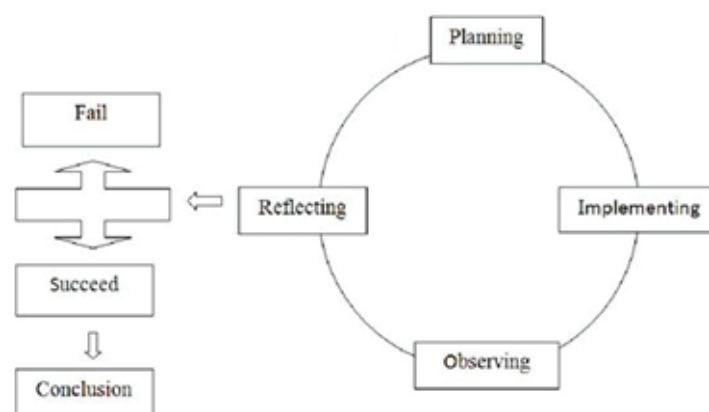 Planning
Fail
Reflecting
Implementing
Succeed
Observing
Conclusion